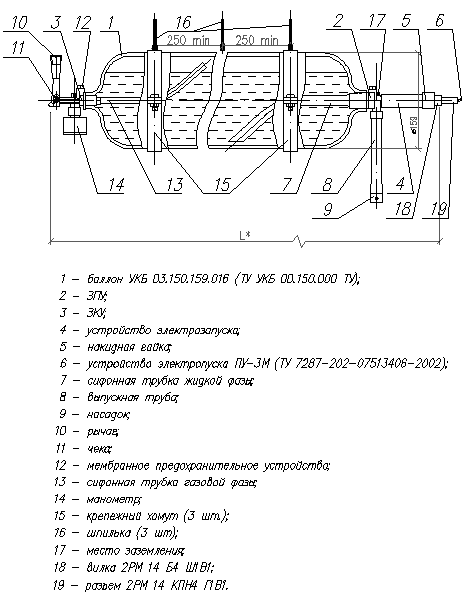 10
3
12
1
16
2
17
5
6
250 min
250 min
11
ø159
14
13
15
7
8
9
4
18
19
L*
1 – баллон УКБ 03.150.159.016 (ТУ УКБ 00.150.000 ТУ);
2 – ЗПУ;
3 – ЗКУ;
4 – устройство электрозапуска;
5 – накидная гайка;
6 – устройство электропуска ПУ-3М (ТУ 7287-202-07513406-2002);
7 – сифонная трубка жидкой фазы;
8 – выпускная труба;
9 – насадок;
10 – рычаг;
11 – чека;
12 – мембранное предохранительное устройство;
13 – сифонная трубка газовой фазы;
14 – манометр;
15 – крепежный хомут (3 шт.);
16 – шпилька (3 шт);
17 – место заземления;
18 – вилка 2РМ 14 Б4 Ш1В1;
19 – разъем 2РМ 14 КПН4 Г1В1.